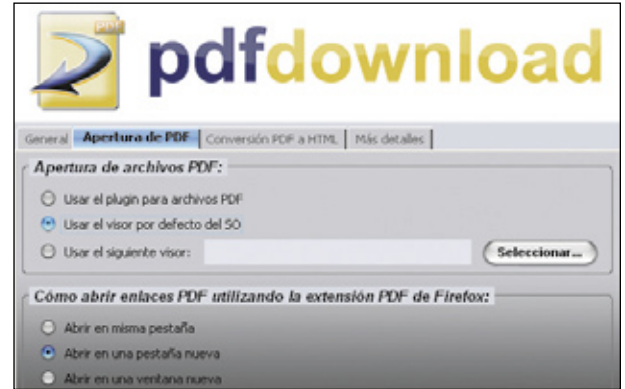 PDF
pdfdownload
General Apertura de PDF Conversión PDF a HTML Más detalles
Apertura de archivos PDF:
Usar el plugin para archivos PDF
Usar el visor por defecto del SO
Usar el siguiente visor: Seleccionar...
Cómo abrir enlaces PDF utilizando la extensión PDF de Firefox:
Abrir en misma pestaña
Abrir en una pestaña nueva
Abrir en una ventana nueva